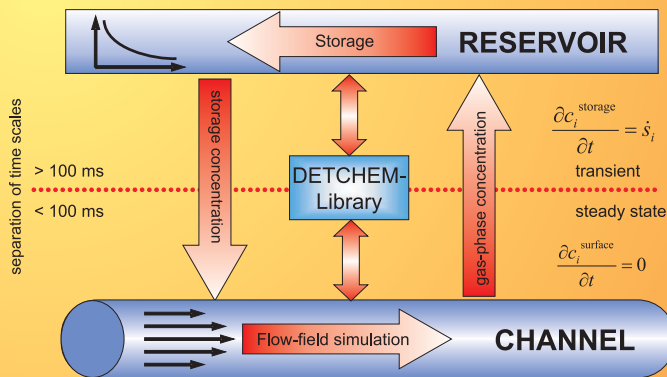 Storage
RESERVOIR
separation of time scales
> 100 ms
< 100 ms
storage concentration
DETCHEM-
Library
gas-phase concentration
∂c_i^storage / ∂t = ṡ_i
transient
steady state
∂c_i^surface / ∂t = 0
Flow-field simulation
CHANNEL